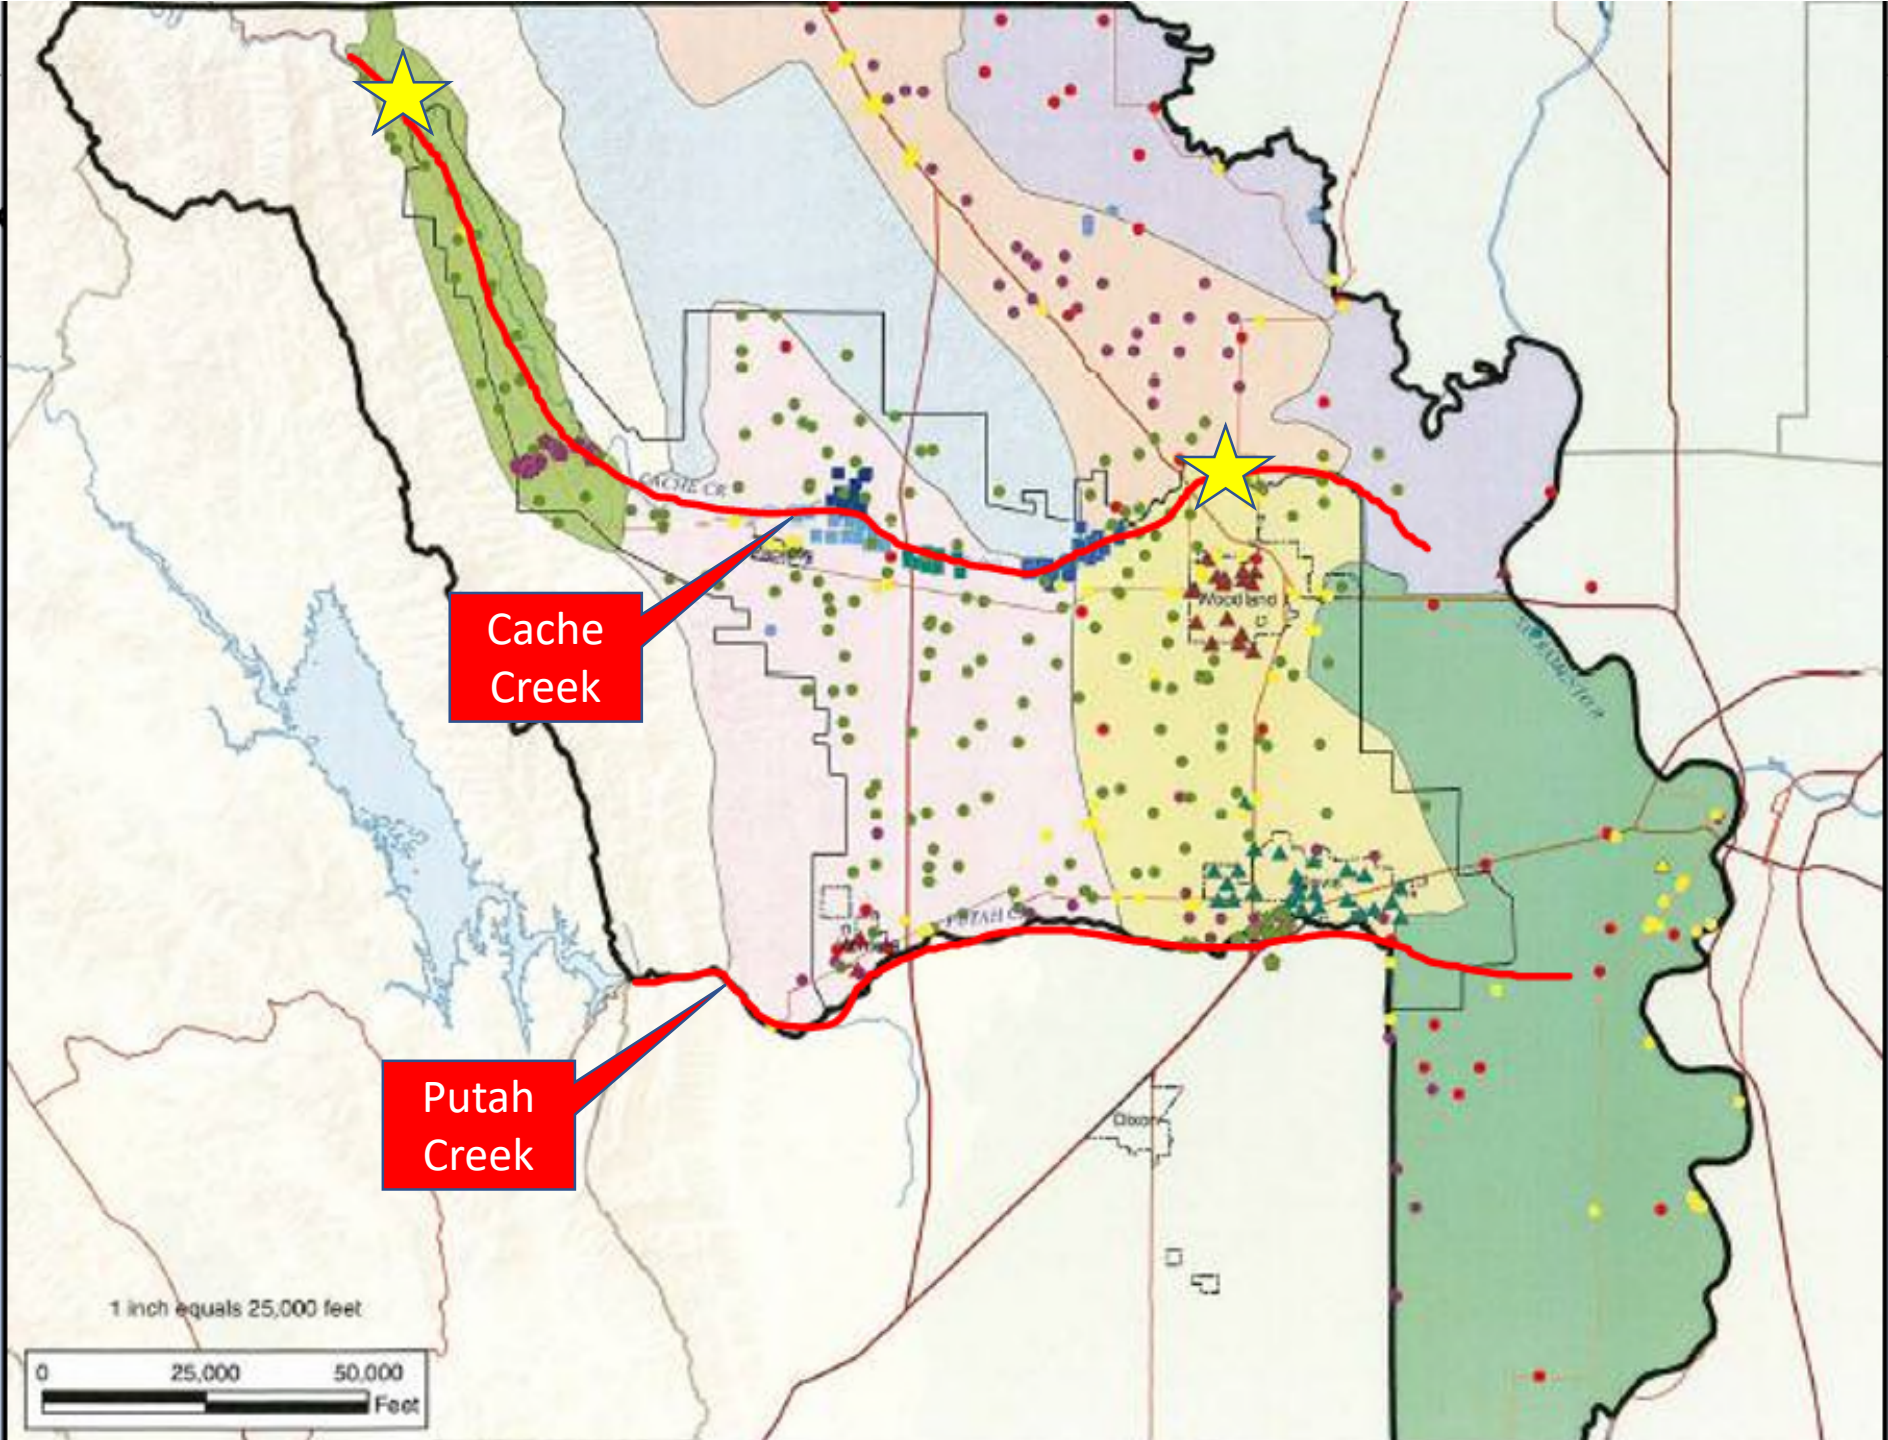 CACHE CR
Woodland
Cache
Creek
PUTAH C
Putah
Creek
Dixon
1 inch equals 25,000 feet
0 25,000 50,000
Feet